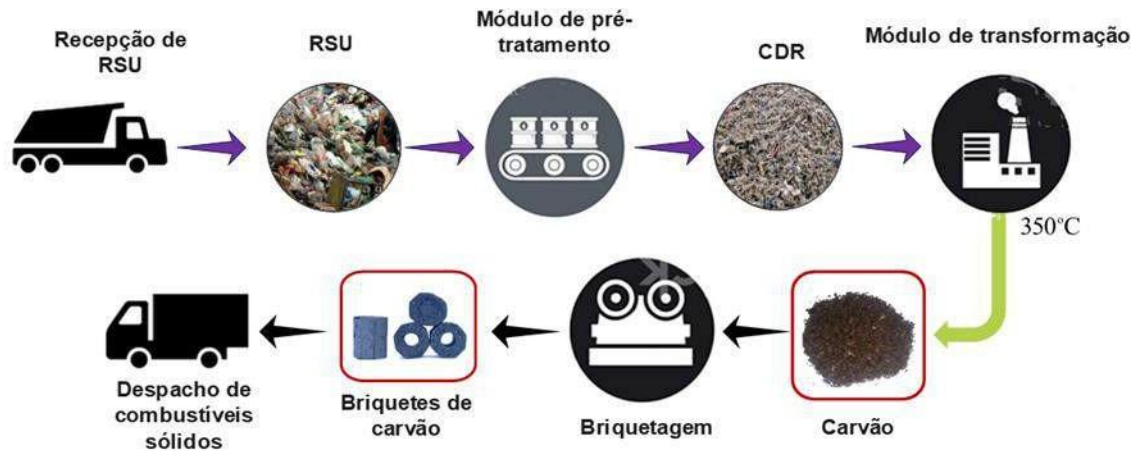 Recepção de
RSU
RSU
Módulo de pré-
tratamento
CDR
Módulo de transformação
350°C
Despacho de
combustíveis
sólidos
Briquetes de
carvão
Briquetagem
Carvão